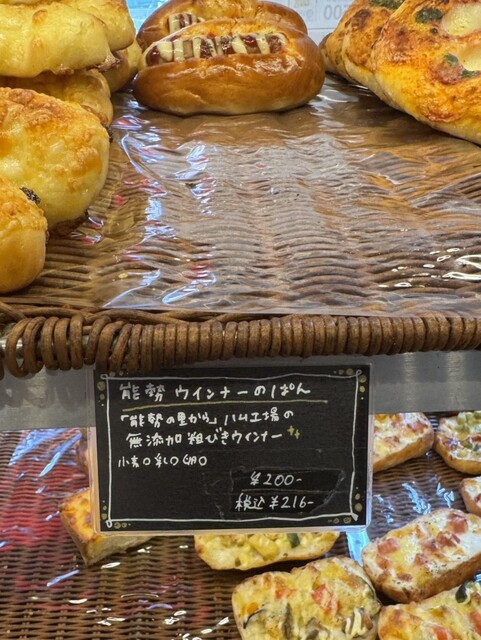 能勢 ウインナーのぱん
「能勢の里から」ハム工場の
無添加粗びきウインナー
小麦○乳○卵○
¥200-
税込¥216-